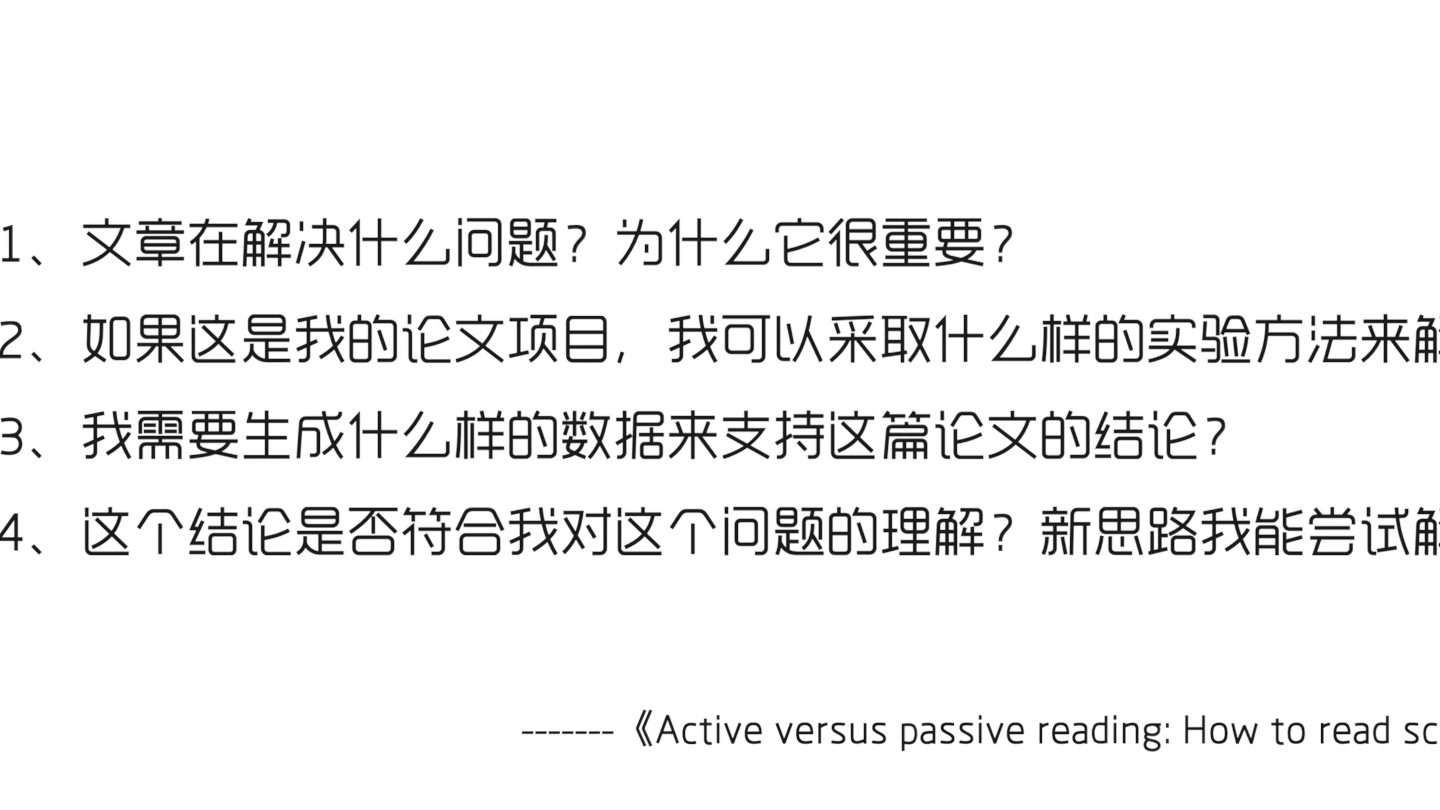 1、文章在解决什么问题？为什么它很重要？
2、如果这是我的论文项目，我可以采取什么样的实验方法来解
3、我需要生成什么样的数据来支持这篇论文的结论？
4、这个结论是否符合我对这个问题的理解？新思路我能尝试解
-------《Active versus passive reading: How to read sc